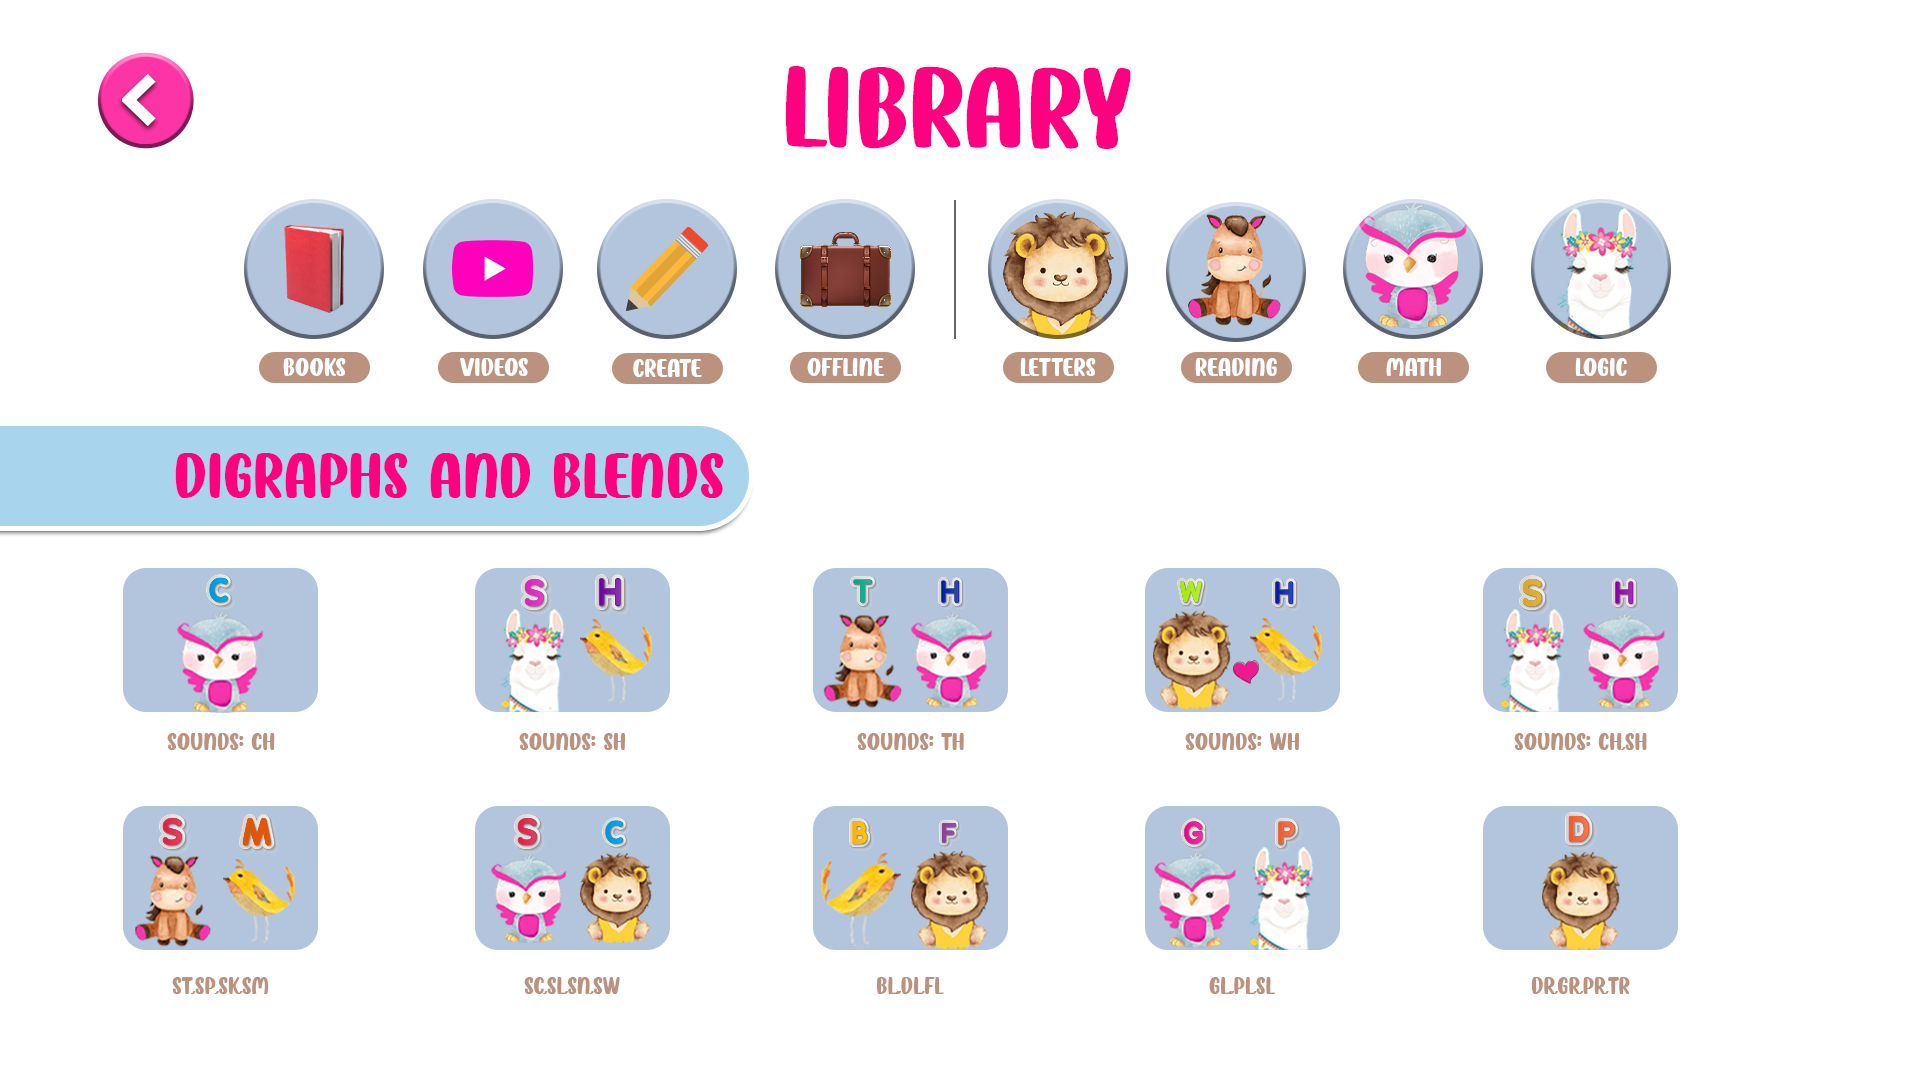 LIBRARY
BOOKS VIDEOS CREATE OFFLINE LETTERS READING MATH LOGIC
DIGRAPHS AND BLENDS
C S H T H W H S H
SOUNDS: CH SOUNDS: SH SOUNDS: TH SOUNDS: WH SOUNDS: CH,SH
S M S C B F G P D
ST,SP,SK,SM SC,SL,SN,SW BL,DL,FL GL,PL,SL DR,GR,PR,TR